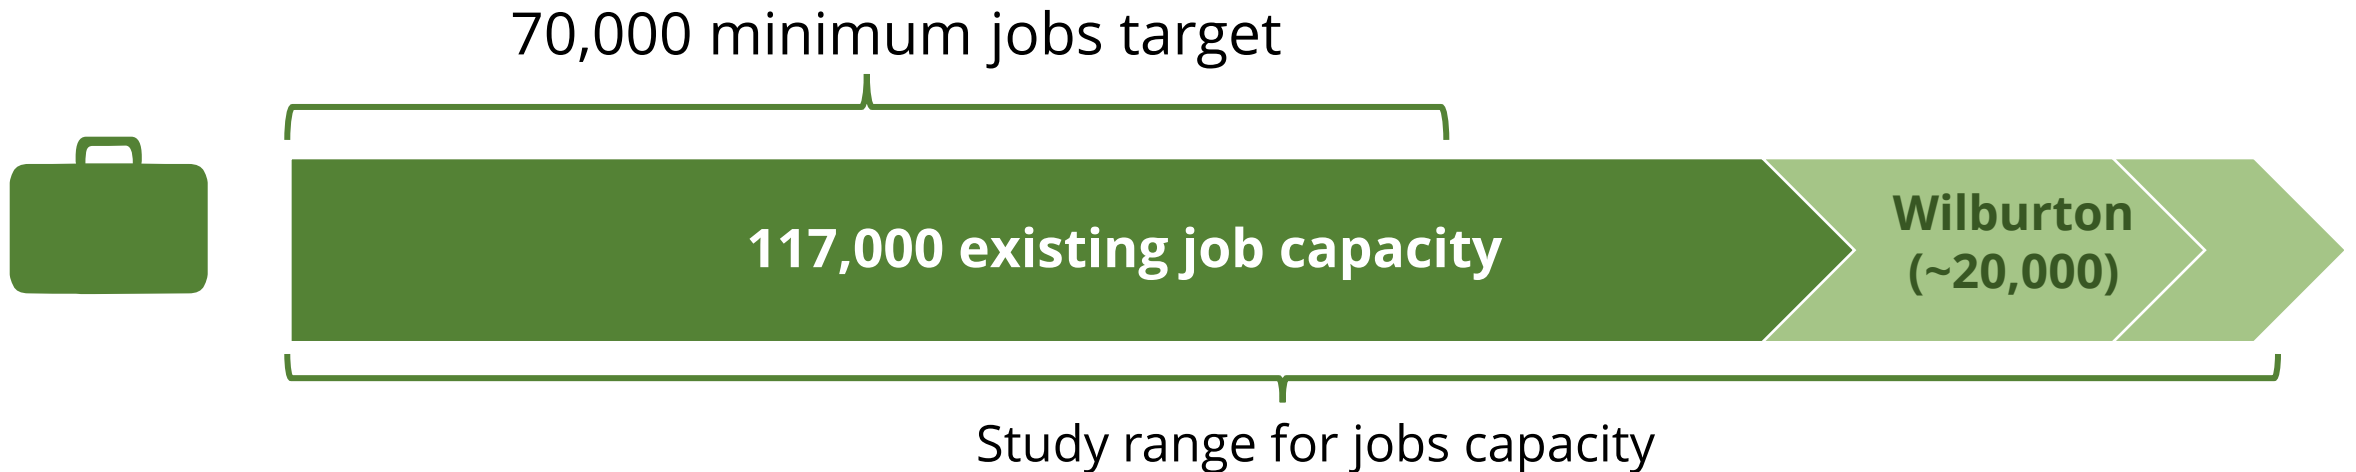 70,000 minimum jobs target
117,000 existing job capacity
Wilburton
(~20,000)
Study range for jobs capacity